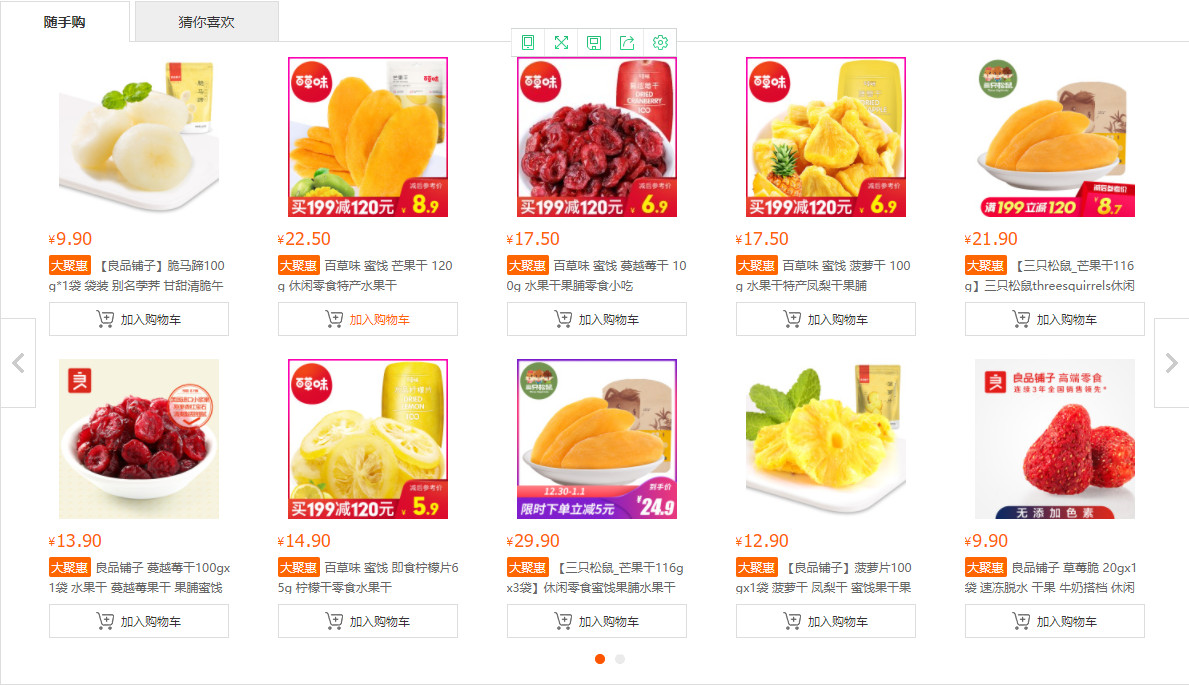 随手购
猜你喜欢
百草味
减后参考价
买199减120元 ¥8.9
百草味
DRIED
CRANBERRY
减后参考价
买199减120元 ¥6.9
百草味
减后参考价
买199减120元 ¥6.9
减后参考价
满199立减120 ¥8.7
¥9.90
大聚惠 【良品铺子】脆马蹄100
g*1袋 袋装 别名荸荠 甘甜清脆午
加入购物车
¥22.50
大聚惠 百草味 蜜饯 芒果干 120
g 休闲零食特产水果干
加入购物车
¥17.50
大聚惠 百草味 蜜饯 蔓越莓干 10
0g 水果干果脯零食小吃
加入购物车
¥17.50
大聚惠 百草味 蜜饯 菠萝干 100
g 水果干特产凤梨干果脯
加入购物车
¥21.90
大聚惠 【三只松鼠_芒果干116
g】三只松鼠threesquirrels休闲
加入购物车
良
百草味
DRIED
LEMON
减后参考价
买199减120元 ¥5.9
12.30-1.1
限时下单立减5元
到手价
¥24.9
良品铺子 高端零食
连续3年全国销售领先*
无添加色素
¥13.90
大聚惠 良品铺子 蔓越莓干100gx
1袋 水果干 蔓越莓果干 果脯蜜饯
加入购物车
¥14.90
大聚惠 百草味 蜜饯 即食柠檬片6
5g 柠檬干零食水果干
加入购物车
¥29.90
大聚惠 【三只松鼠_芒果干116g
x3袋】休闲零食蜜饯果脯水果干
加入购物车
¥12.90
大聚惠 【良品铺子】菠萝片100
gx1袋 菠萝干 凤梨干 蜜饯果干果
加入购物车
¥9.90
大聚惠 良品铺子 草莓脆 20gx1
袋 速冻脱水 干果 牛奶搭档 休闲
加入购物车